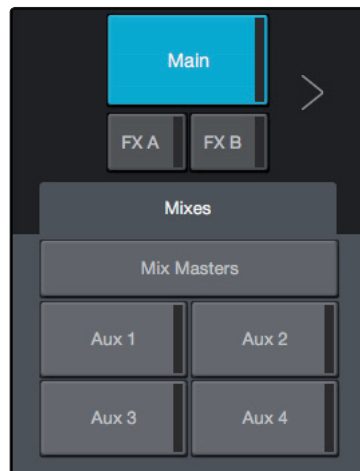 Main
FX A FX B
Mixes
Mix Masters
Aux 1 Aux 2
Aux 3 Aux 4